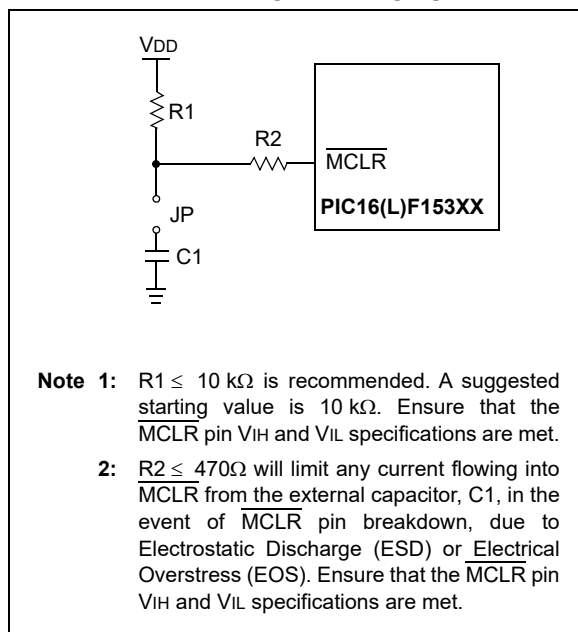 VDD
R1
R2
MCLR
PIC16(L)F153XX
JP
C1
Note 1: R1 ≤ 10 kΩ is recommended. A suggested
starting value is 10 kΩ. Ensure that the
MCLR pin VIH and VIL specifications are met.
2: R2 ≤ 470Ω will limit any current flowing into
MCLR from the external capacitor, C1, in the
event of MCLR pin breakdown, due to
Electrostatic Discharge (ESD) or Electrical
Overstress (EOS). Ensure that the MCLR pin
VIH and VIL specifications are met.